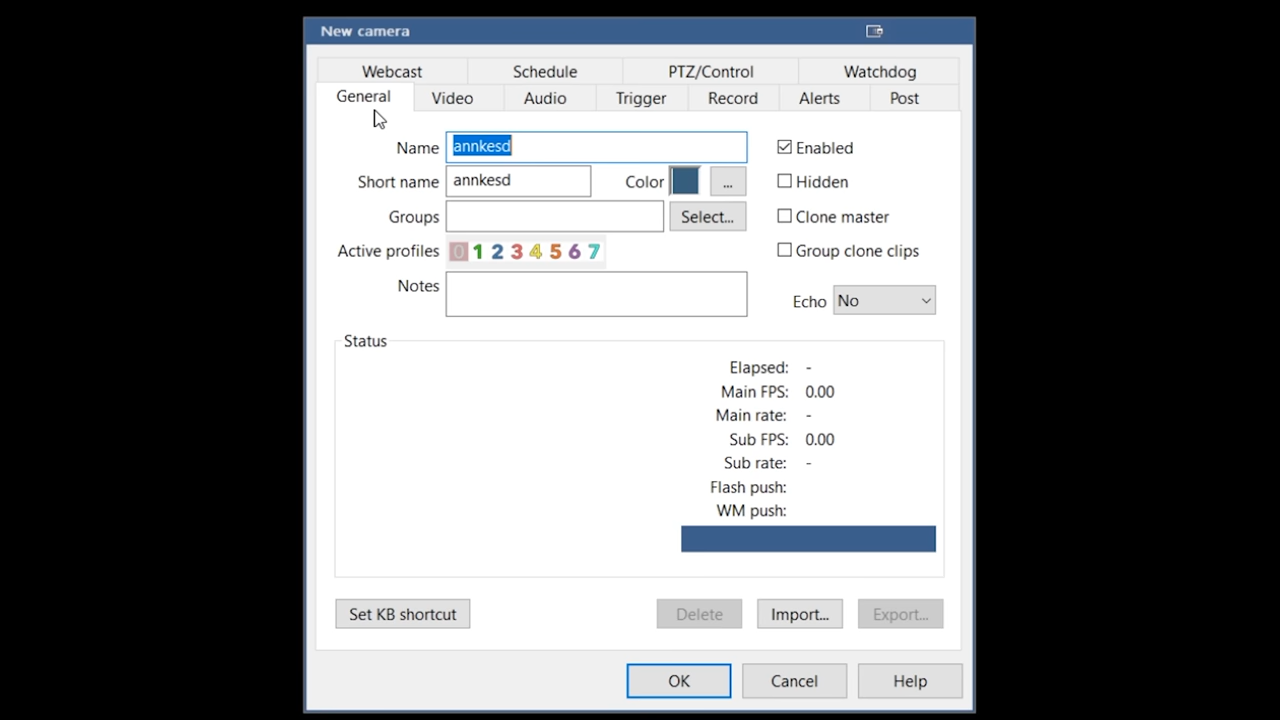 New camera
Webcast Schedule PTZ/Control Watchdog
General Video Audio Trigger Record Alerts Post
Name annkesd Enabled
Short name annkesd Color ... Hidden
Groups Select... Clone master
Active profiles 0 1 2 3 4 5 6 7 Group clone clips
Notes
Echo No
Status
Elapsed: -
Main FPS: 0.00
Main rate: -
Sub FPS: 0.00
Sub rate: -
Flash push:
WM push:
Set KB shortcut Delete Import... Export...
OK Cancel Help